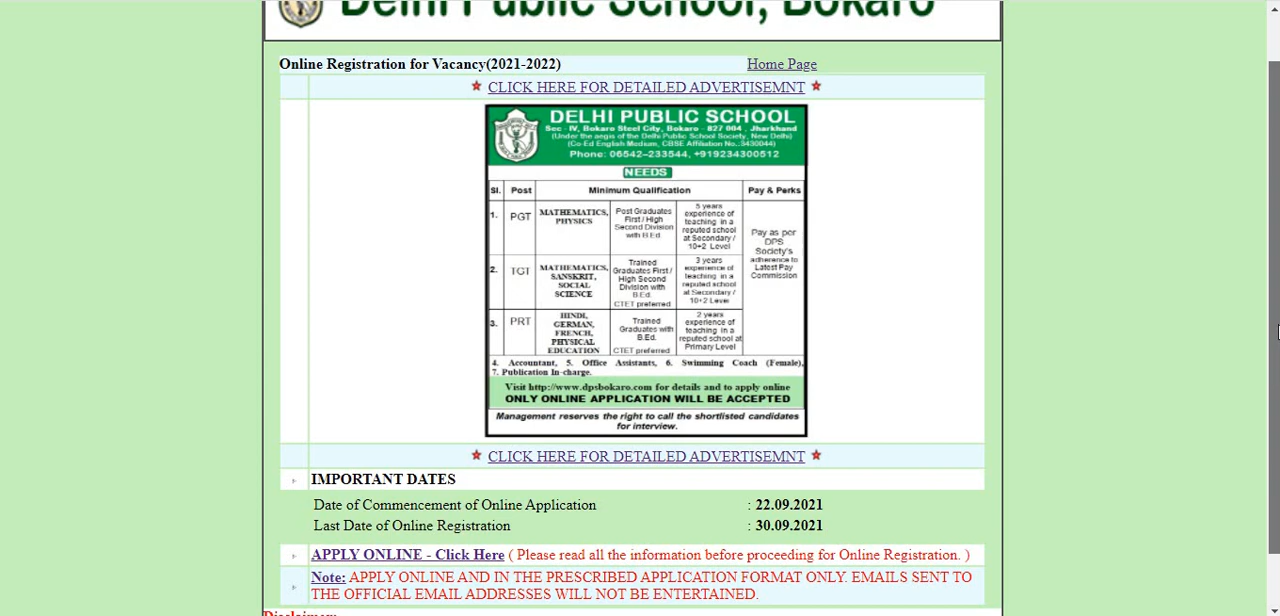 Delhi Public School, Bokaro
Online Registration for Vacancy(2021-2022) Home Page
CLICK HERE FOR DETAILED ADVERTISEMNT
DELHI PUBLIC SCHOOL
Sec - IV, Bokaro Steel City, Bokaro - 827 004 , Jharkhand
(Under the aegis of the Delhi Public School Society, New Delhi)
(Co-Ed English Medium, CBSE Affiliation No.:3430044)
Phone: 06542-233544, +919234300512
NEEDS
Sl. Post Minimum Qualification Pay & Perks
1. PGT
MATHEMATICS,
PHYSICS
Post Graduates
First / High
Second Division
with B.Ed
5 years
experience of
teaching in a
reputed school
at Secondary /
10+2 Level
Pay as per
DPS
Society's
adherence to
Latest Pay
Commission
2. TGT
MATHEMATICS,
SANSKRIT,
SOCIAL
SCIENCE
Trained
Graduates First /
High Second
Division with
B.Ed.
CTET preferred
3 years
experience of
teaching in a
reputed school
at Secondary /
10+2 Level
3. PRT
HINDI,
GERMAN,
FRENCH,
PHYSICAL
EDUCATION
Trained
Graduates with
B.Ed.
CTET preferred
2 years
experience of
teaching in a
reputed school at
Primary Level
4. Accountant, 5. Office Assistants, 6. Swimming Coach (Female),
7. Publication In-charge.
Visit http://www.dpsbokaro.com for details and to apply online
ONLY ONLINE APPLICATION WILL BE ACCEPTED
Management reserves the right to call the shortlisted candidates
for interview.
CLICK HERE FOR DETAILED ADVERTISEMNT
IMPORTANT DATES
Date of Commencement of Online Application : 22.09.2021
Last Date of Online Registration : 30.09.2021
APPLY ONLINE - Click Here ( Please read all the information before proceeding for Online Registration. )
Note: APPLY ONLINE AND IN THE PRESCRIBED APPLICATION FORMAT ONLY. EMAILS SENT TO
THE OFFICIAL EMAIL ADDRESSES WILL NOT BE ENTERTAINED.